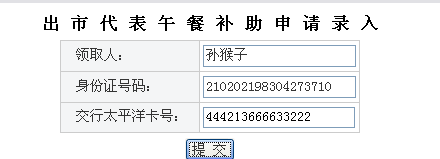 出市代表午餐补助申请录入
领取人： 孙猴子
身份证号码： 210202198304273710
交行太平洋卡号： 444213666633222
提 交